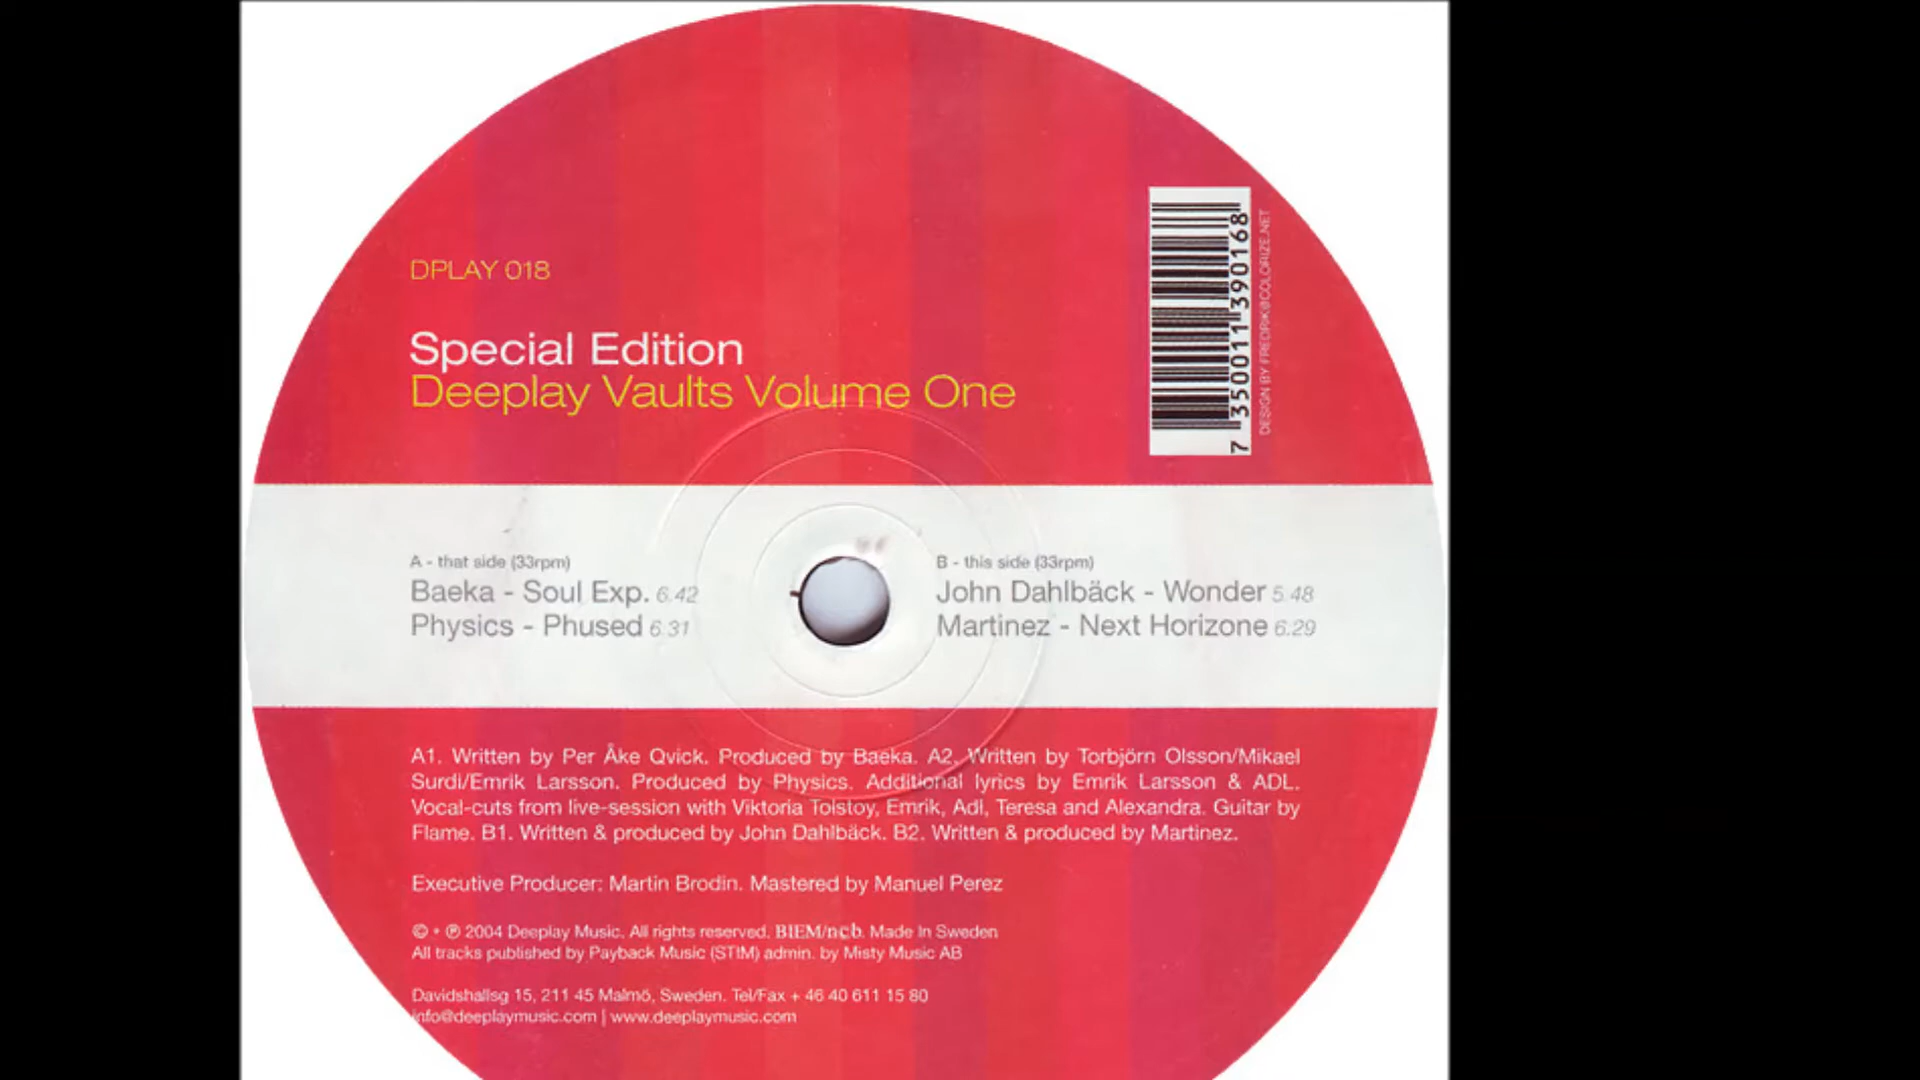 DPLAY 018
Special Edition
Deeplay Vaults Volume One
7 350011 390168
DESIGN BY FREDRIK@COLORIZE.NET
A - that side (33rpm)
Baeka - Soul Exp. 6.42
Physics - Phused 6.31
B - this side (33rpm)
John Dahlbäck - Wonder 5.48
Martinez - Next Horizone 6.29
A1. Written by Per Åke Qvick. Produced by Baeka. A2. Written by Torbjörn Olsson/Mikael
Surdi/Emrik Larsson. Produced by Physics. Additional lyrics by Emrik Larsson & ADL.
Vocal-cuts from live-session with Viktoria Tolstoy, Emrik, Adl, Teresa and Alexandra. Guitar by
Flame. B1. Written & produced by John Dahlbäck. B2. Written & produced by Martinez.
Executive Producer: Martin Brodin. Mastered by Manuel Perez
© + ℗ 2004 Deeplay Music. All rights reserved. BIEM/ncb. Made In Sweden
All tracks published by Payback Music (STIM) admin. by Misty Music AB
Davidshallsg 15, 211 45 Malmö, Sweden. Tel/Fax + 46 40 611 15 80
info@deeplaymusic.com | www.deeplaymusic.com